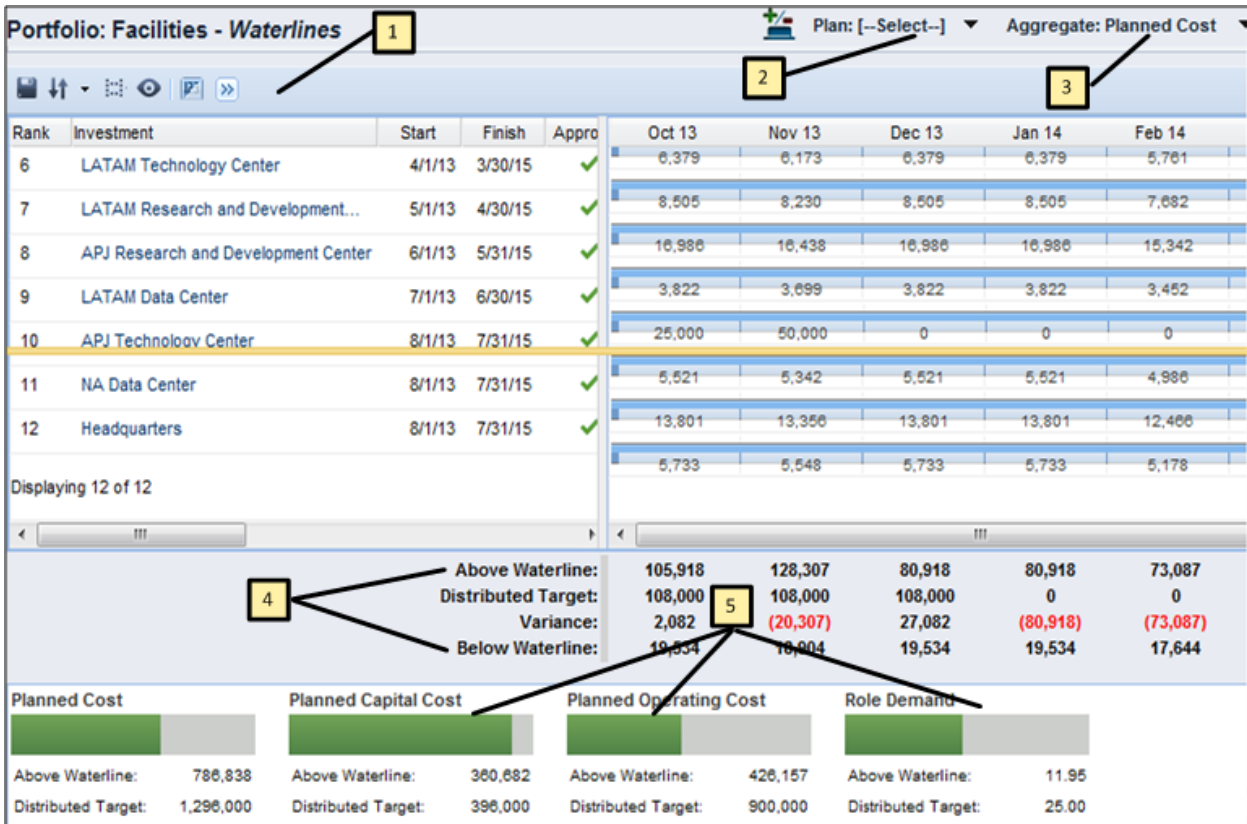 Portfolio: Facilities - Waterlines 1 Plan: [--Select--] Aggregate: Planned Cost
2
3
Rank Investment Start Finish Appro Oct 13 Nov 13 Dec 13 Jan 14 Feb 14
6 LATAM Technology Center 4/1/13 3/30/15 6,379 6,173 6,379 6,379 5,761
7 LATAM Research and Development... 5/1/13 4/30/15 8,505 8,230 8,505 8,505 7,682
8 APJ Research and Development Center 6/1/13 5/31/15 16,986 16,438 16,986 16,986 15,342
9 LATAM Data Center 7/1/13 6/30/15 3,822 3,699 3,822 3,822 3,452
10 APJ Technology Center 8/1/13 7/31/15 25,000 50,000 0 0 0
11 NA Data Center 8/1/13 7/31/15 5,521 5,342 5,521 5,521 4,986
12 Headquarters 8/1/13 7/31/15 13,801 13,356 13,801 13,801 12,466
5,733 5,548 5,733 5,733 5,178
Displaying 12 of 12
Above Waterline: 105,918 128,307 80,918 80,918 73,087
4
Distributed Target: 108,000 108,000 108,000 0 0
5
Variance: 2,082 (20,307) 27,082 (80,918) (73,087)
Below Waterline: 19,534 18,904 19,534 19,534 17,644
Planned Cost Planned Capital Cost Planned Operating Cost Role Demand
Above Waterline: 786,838 Above Waterline: 360,682 Above Waterline: 426,157 Above Waterline: 11.95
Distributed Target: 1,296,000 Distributed Target: 396,000 Distributed Target: 900,000 Distributed Target: 25.00